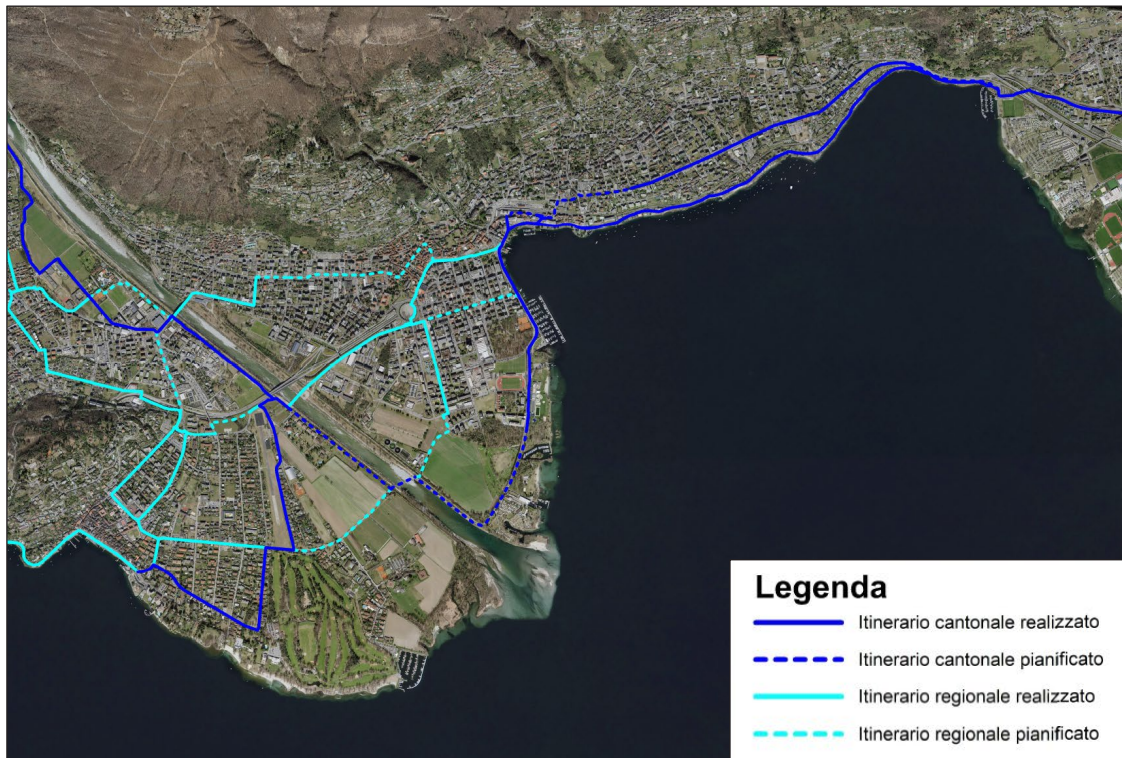 Legenda
Itinerario cantonale realizzato
Itinerario cantonale pianificato
Itinerario regionale realizzato
Itinerario regionale pianificato